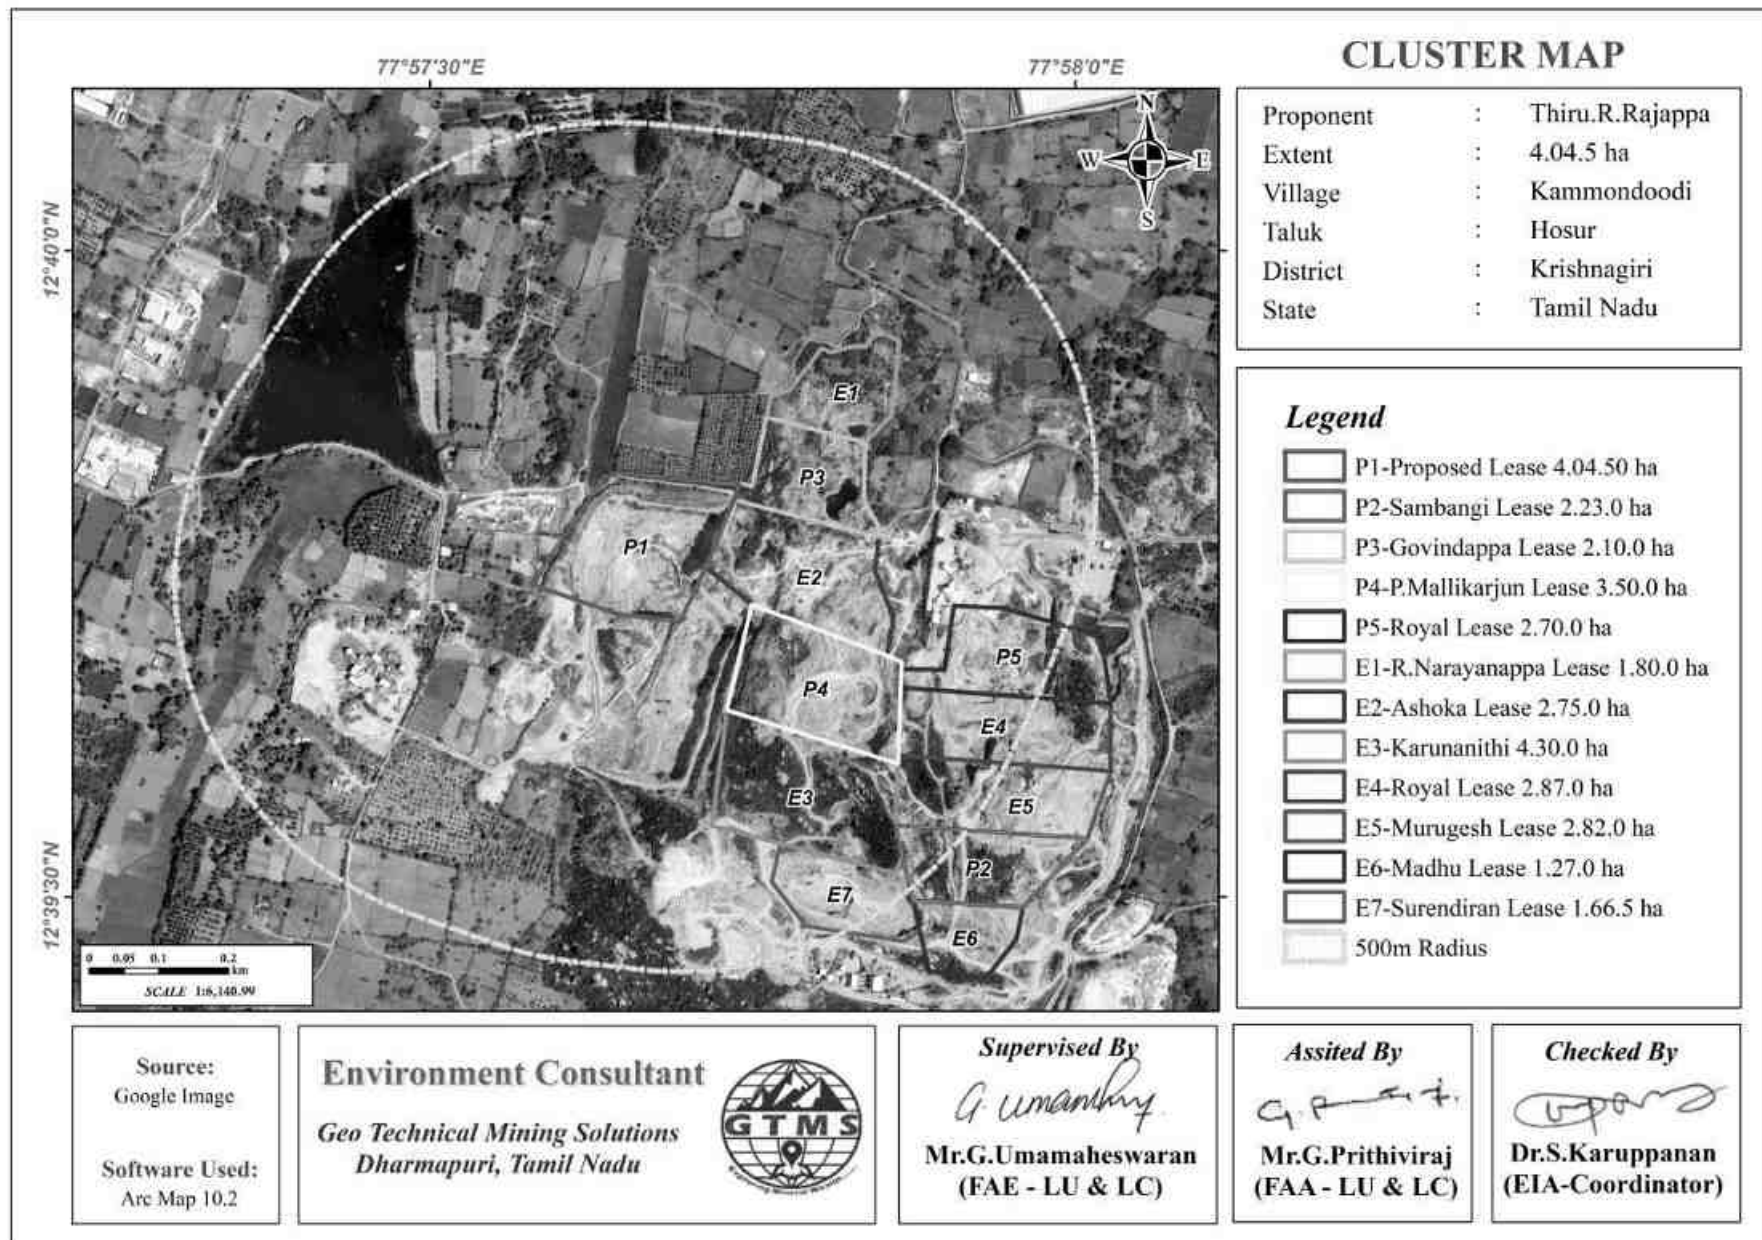 CLUSTER MAP
77°57'30"E
77°58'0"E
12°40'0"N
12°39'30"N
N
W
E
S
E1
P3
P1
E2
P5
P4
E4
E3
E5
P2
E7
E6
0 0.05 0.1 0.2
km
SCALE 1:6,140.99
Proponent : Thiru.R.Rajappa
Extent : 4.04.5 ha
Village : Kammondoodi
Taluk : Hosur
District : Krishnagiri
State : Tamil Nadu
Legend
P1-Proposed Lease 4.04.50 ha
P2-Sambangi Lease 2.23.0 ha
P3-Govindappa Lease 2.10.0 ha
P4-P.Mallikarjun Lease 3.50.0 ha
P5-Royal Lease 2.70.0 ha
E1-R.Narayanappa Lease 1.80.0 ha
E2-Ashoka Lease 2.75.0 ha
E3-Karunanithi 4.30.0 ha
E4-Royal Lease 2.87.0 ha
E5-Murugesh Lease 2.82.0 ha
E6-Madhu Lease 1.27.0 ha
E7-Surendiran Lease 1.66.5 ha
500m Radius
Source:
Google Image
Software Used:
Arc Map 10.2
Environment Consultant
Geo Technical Mining Solutions
Dharmapuri, Tamil Nadu
GTMS
Supervised By
Mr.G.Umamaheswaran
(FAE - LU & LC)
Assited By
Mr.G.Prithiviraj
(FAA - LU & LC)
Checked By
Dr.S.Karuppanan
(EIA-Coordinator)